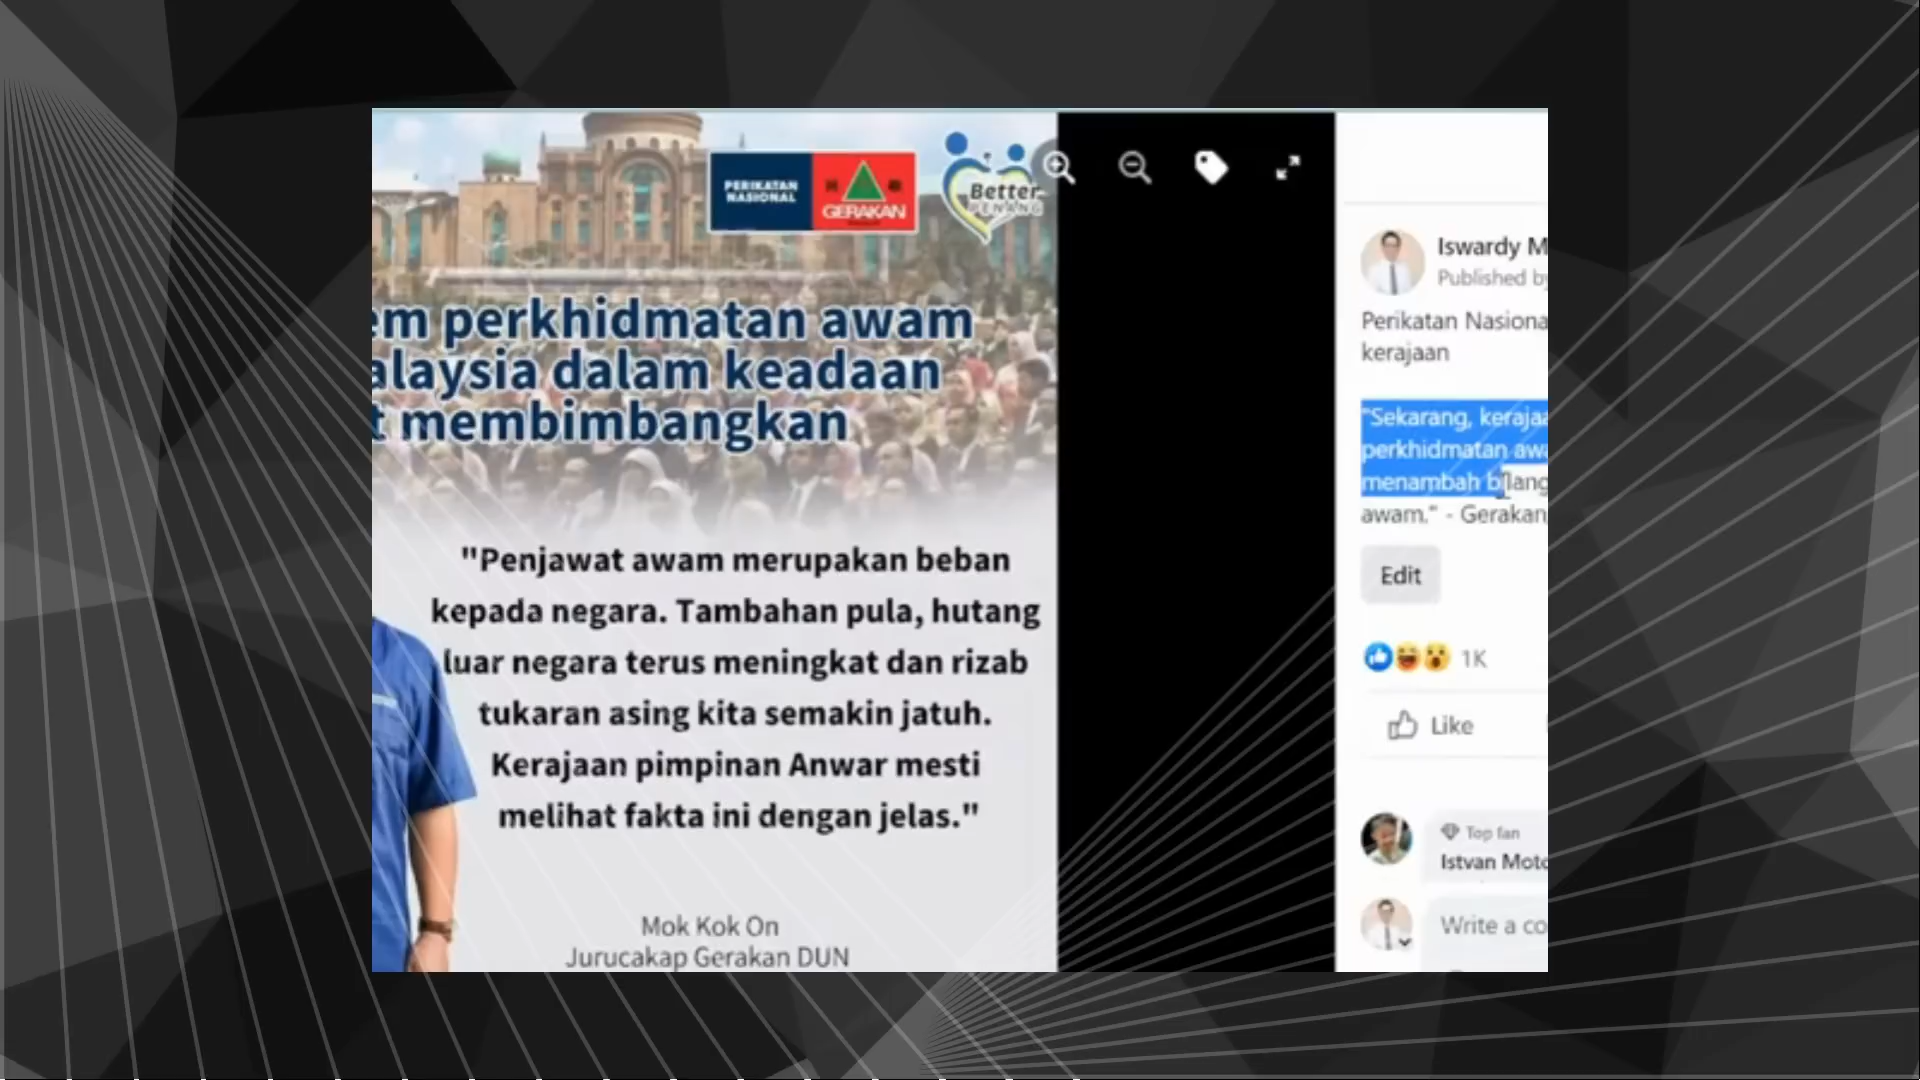 PERIKATAN
NASIONAL
GERAKAN
Better
PENANG
em perkhidmatan awam
alaysia dalam keadaan
t membimbangkan
"Penjawat awam merupakan beban
kepada negara. Tambahan pula, hutang
luar negara terus meningkat dan rizab
tukaran asing kita semakin jatuh.
Kerajaan pimpinan Anwar mesti
melihat fakta ini dengan jelas."
Mok Kok On
Jurucakap Gerakan DUN
Iswardy M
Published by
Perikatan Nasiona
kerajaan
"Sekarang, kerajaa
perkhidmatan awa
menambah bilang
awam." - Gerakan,
Edit
1K
Like
Top fan
Istvan Moto
Write a co